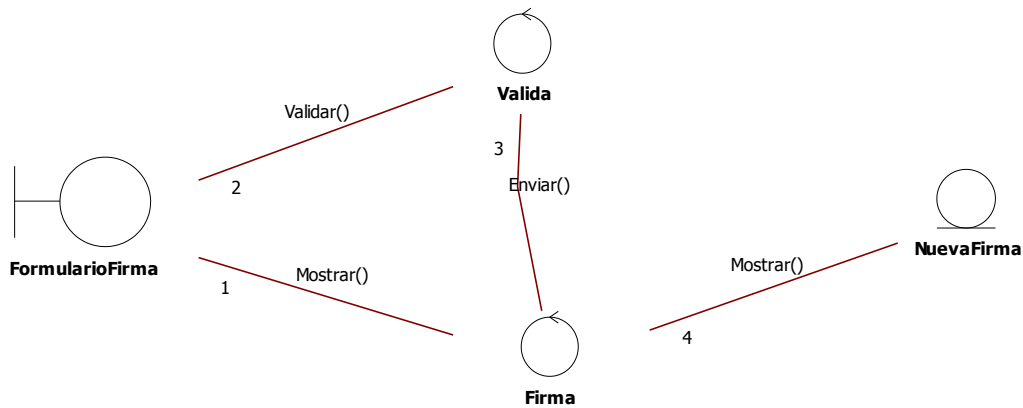 Valida
Validar()
3
2
Enviar()
FormularioFirma
NuevaFirma
Mostrar()
1
Mostrar()
4
Firma